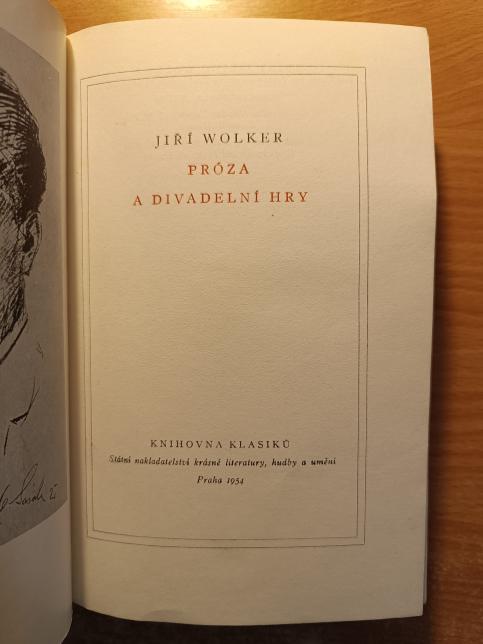 JIŘÍ WOLKER
PRÓZA
A DIVADELNÍ HRY
KNIHOVNA KLASIKŮ
Státní nakladatelství krásné literatury, hudby a umění
Praha 1954